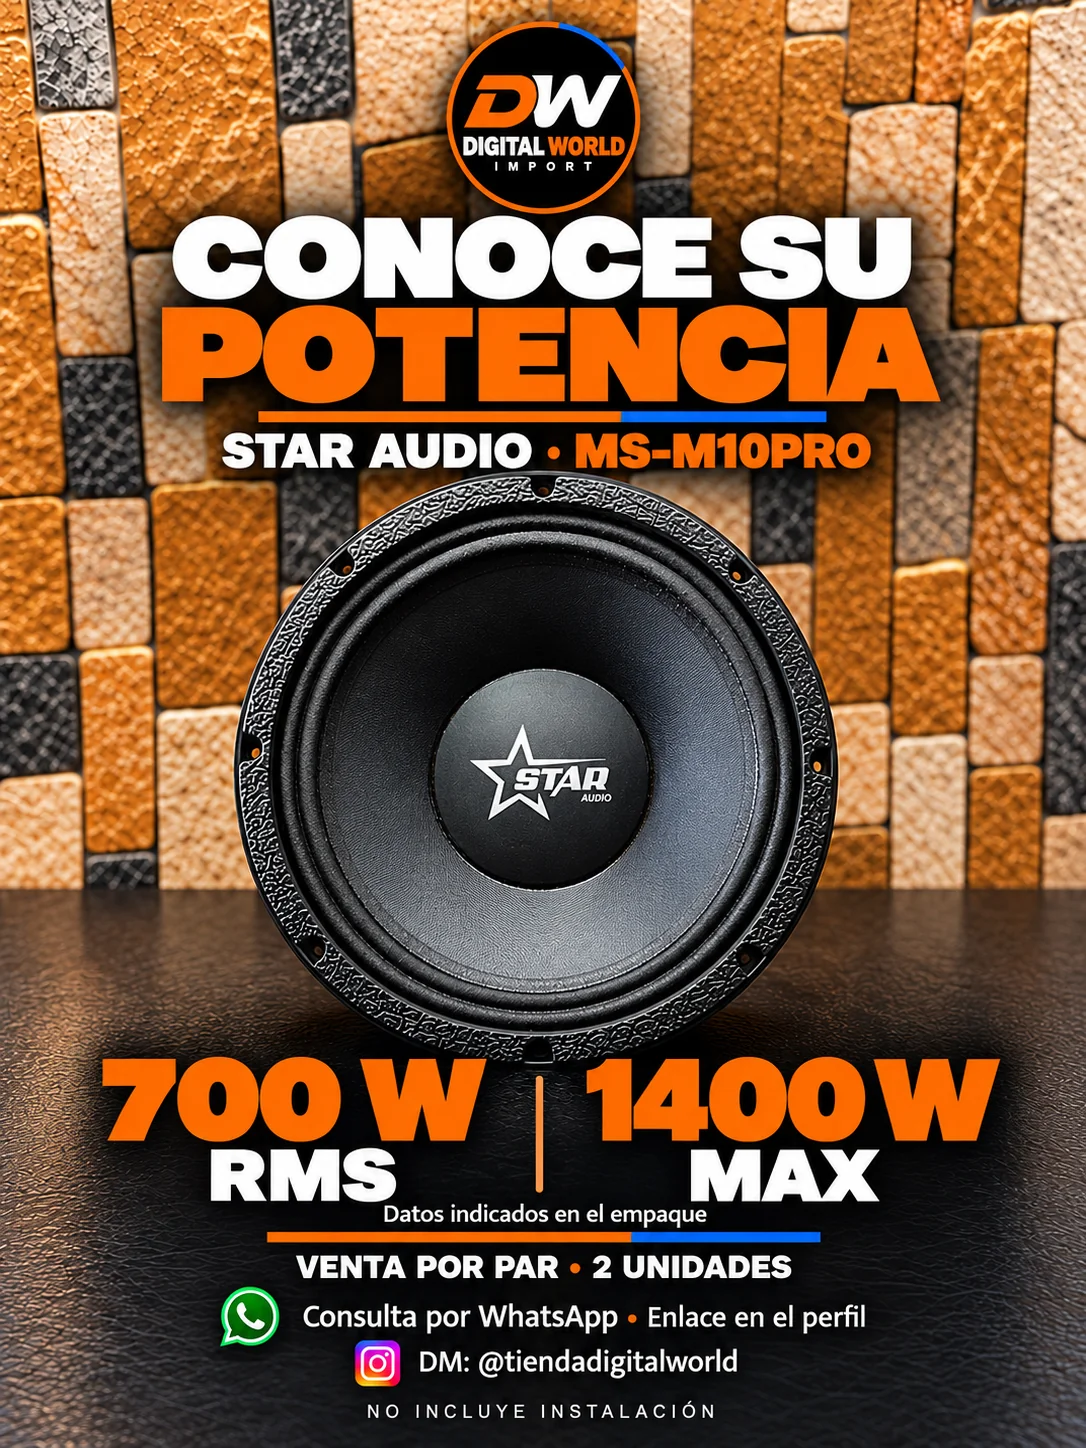 DW
DIGITAL WORLD
IMPORT
CONOCE SU
POTENCIA
STAR AUDIO • MS-M10PRO
STAR
AUDIO
700 W RMS
1400 W MAX
Datos indicados en el empaque
VENTA POR PAR • 2 UNIDADES
Consulta por WhatsApp • Enlace en el perfil
DM: @tiendadigitalworld
NO INCLUYE INSTALACIÓN